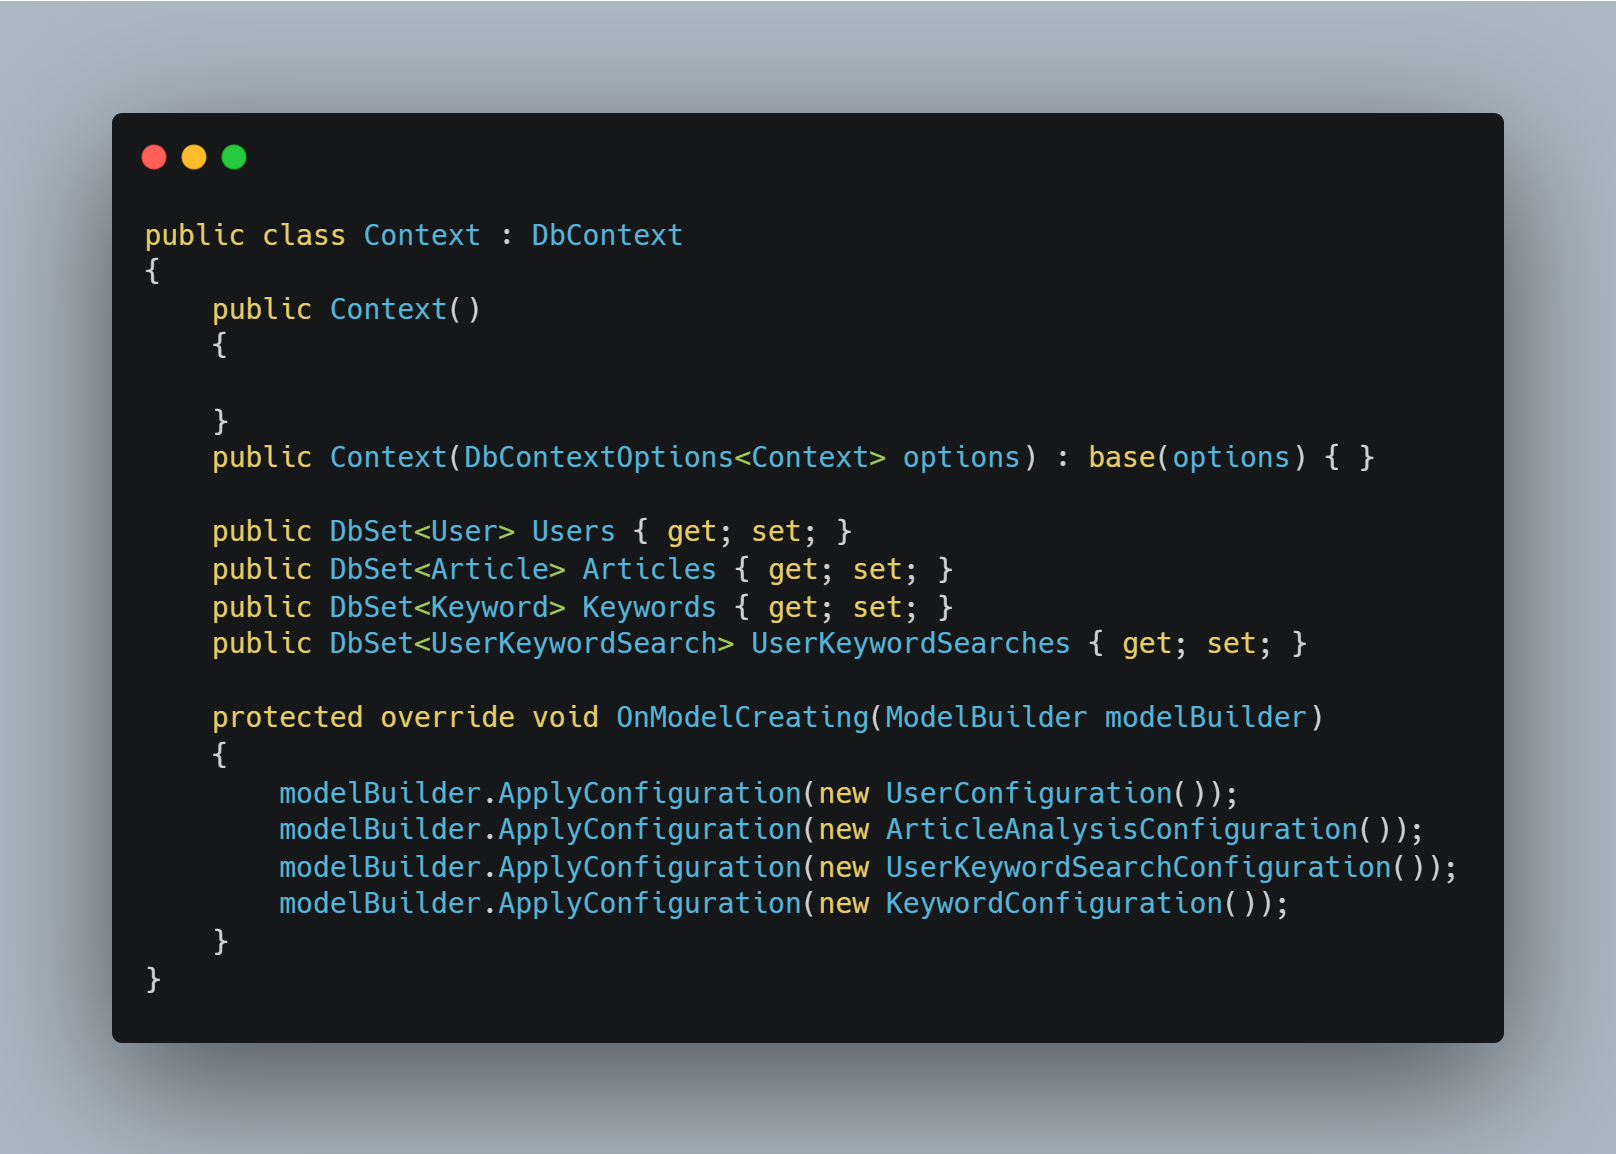 public class Context : DbContext
{
    public Context()
    {

    }
    public Context(DbContextOptions<Context> options) : base(options) { }

    public DbSet<User> Users { get; set; }
    public DbSet<Article> Articles { get; set; }
    public DbSet<Keyword> Keywords { get; set; }
    public DbSet<UserKeywordSearch> UserKeywordSearches { get; set; }

    protected override void OnModelCreating(ModelBuilder modelBuilder)
    {
        modelBuilder.ApplyConfiguration(new UserConfiguration());
        modelBuilder.ApplyConfiguration(new ArticleAnalysisConfiguration());
        modelBuilder.ApplyConfiguration(new UserKeywordSearchConfiguration());
        modelBuilder.ApplyConfiguration(new KeywordConfiguration());
    }
}